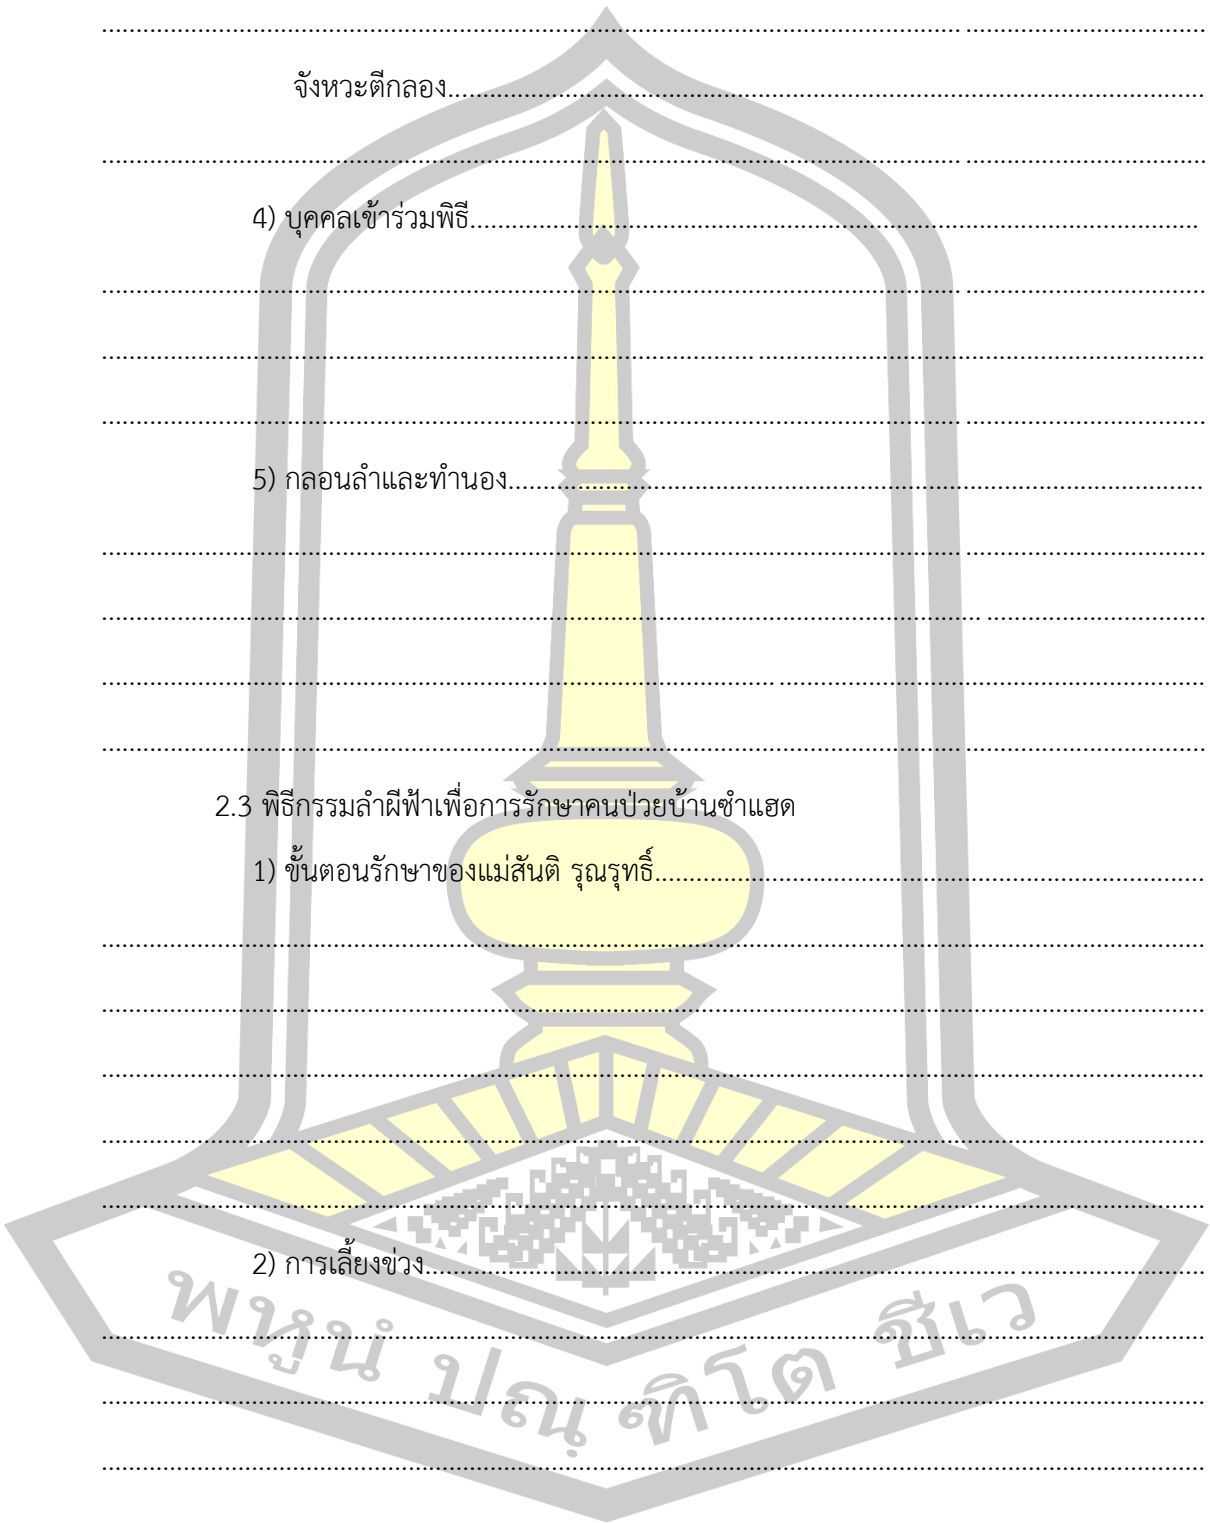 ................................................................................................................................
จังหวะตีกลอง................................................................................................
................................................................................................................................
4) บุคคลเข้าร่วมพิธี................................................................................................
................................................................................................................................
................................................................................................................................
................................................................................................................................
5) กลอนลำและทำนอง................................................................................................
................................................................................................................................
................................................................................................................................
................................................................................................................................
................................................................................................................................
2.3 พิธีกรรมลำผีฟ้าเพื่อการรักษาคนป่วยบ้านซำแฮด
1) ขั้นตอนรักษาของแม่สันติ รุณรุทธิ์................................................................................
................................................................................................................................
................................................................................................................................
................................................................................................................................
................................................................................................................................
................................................................................................................................
2) การเลี้ยงข่วง................................................................................................
................................................................................................................................
................................................................................................................................
................................................................................................................................
พหูนํ ปณฺฑิโต ชีเว